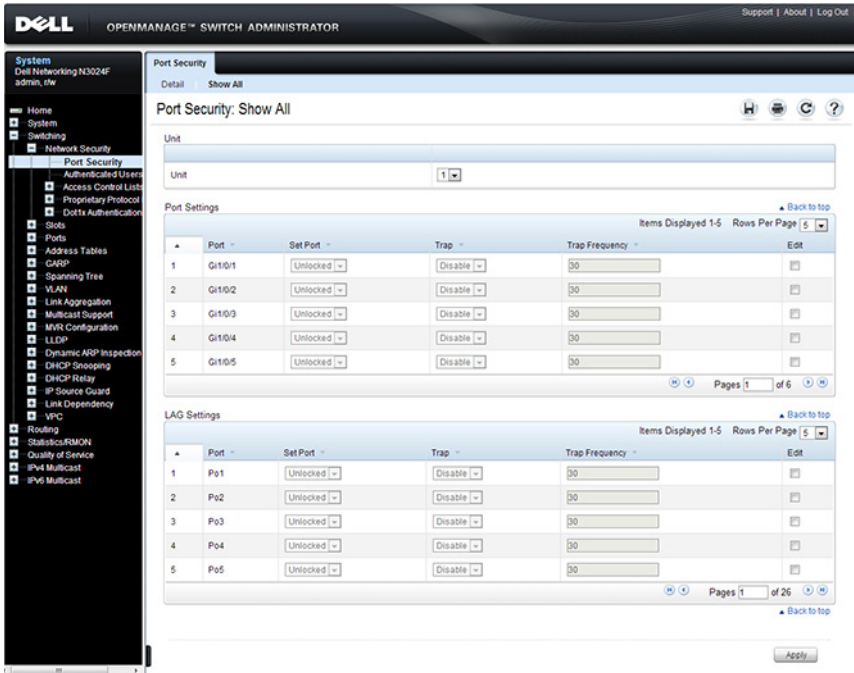 Support | About | Log Out
DELL OPENMANAGE™ SWITCH ADMINISTRATOR
System
Dell Networking N3024F
admin, r/w
Home
System
Switching
Network Security
Port Security
Authenticated Users
Access Control Lists
Proprietary Protocol
Dot1x Authentication
Slots
Ports
Address Tables
GARP
Spanning Tree
VLAN
Link Aggregation
Multicast Support
MVR Configuration
LLDP
Dynamic ARP Inspection
DHCP Snooping
DHCP Relay
IP Source Guard
Link Dependency
VPC
Routing
Statistics/RMON
Quality of Service
IPv4 Multicast
IPv6 Multicast
Port Security
Detail Show All
Port Security: Show All
Unit
Unit 1
Port Settings Back to top
Items Displayed 1-5 Rows Per Page 5
Port Set Port Trap Trap Frequency Edit
1 Gi1/0/1 Unlocked Disable 30
2 Gi1/0/2 Unlocked Disable 30
3 Gi1/0/3 Unlocked Disable 30
4 Gi1/0/4 Unlocked Disable 30
5 Gi1/0/5 Unlocked Disable 30
Pages 1 of 6
LAG Settings Back to top
Items Displayed 1-5 Rows Per Page 5
Port Set Port Trap Trap Frequency Edit
1 Po1 Unlocked Disable 30
2 Po2 Unlocked Disable 30
3 Po3 Unlocked Disable 30
4 Po4 Unlocked Disable 30
5 Po5 Unlocked Disable 30
Pages 1 of 26
Back to top
Apply